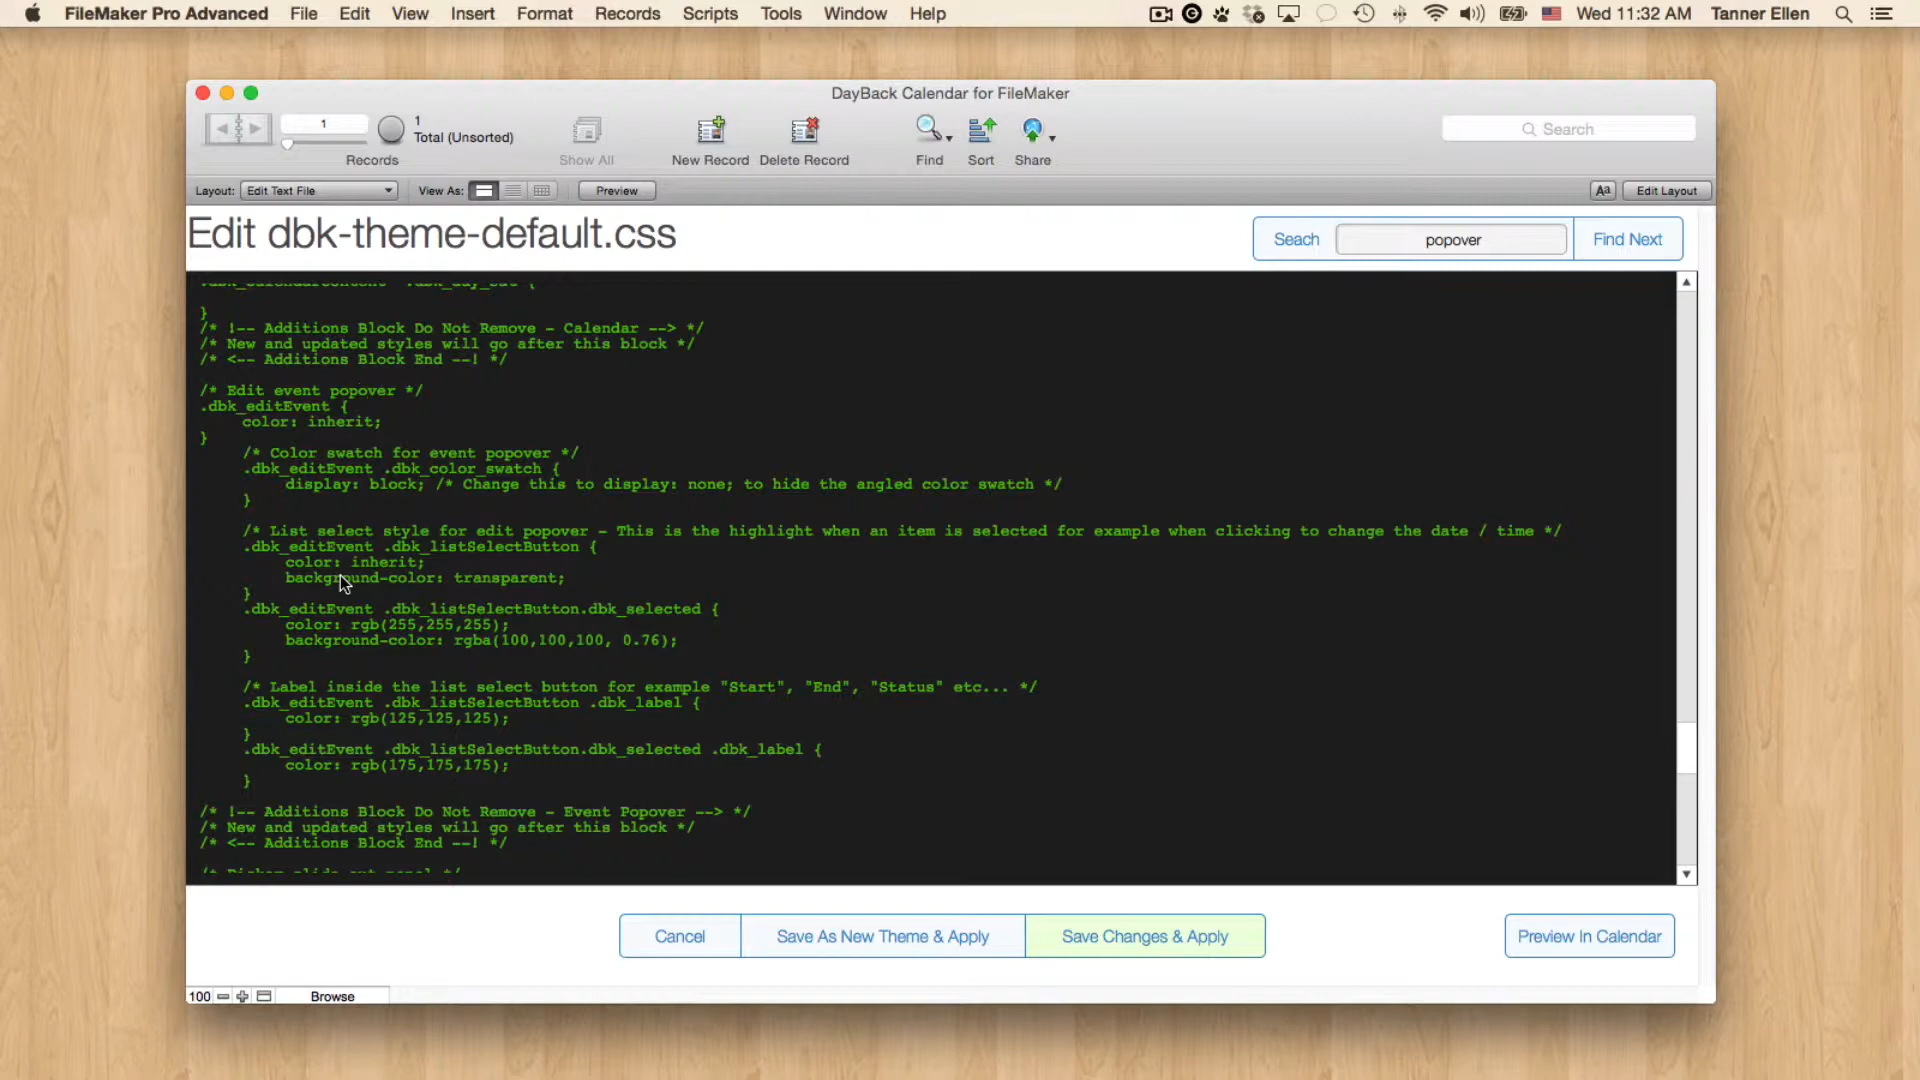 FileMaker Pro Advanced File Edit View Insert Format Records Scripts Tools Window Help Wed 11:32 AM Tanner Ellen
DayBack Calendar for FileMaker
1 1
Total (Unsorted)
Search
Records Show All New Record Delete Record Find Sort Share
Layout: Edit Text File View As: Preview Aa Edit Layout
Edit dbk-theme-default.css Seach popover Find Next
}
/* !-- Additions Block Do Not Remove - Calendar --> */
/* New and updated styles will go after this block */
/* <-- Additions Block End --! */
/* Edit event popover */
.dbk_editEvent {
color: inherit;
}
/* Color swatch for event popover */
.dbk_editEvent .dbk_color_swatch {
display: block; /* Change this to display: none; to hide the angled color swatch */
}
/* List select style for edit popover - This is the highlight when an item is selected for example when clicking to change the date / time */
.dbk_editEvent .dbk_listSelectButton {
color: inherit;
background-color: transparent;
}
.dbk_editEvent .dbk_listSelectButton.dbk_selected {
color: rgb(255,255,255);
background-color: rgba(100,100,100, 0.76);
}
/* Label inside the list select button for example "Start", "End", "Status" etc... */
.dbk_editEvent .dbk_listSelectButton .dbk_label {
color: rgb(125,125,125);
}
.dbk_editEvent .dbk_listSelectButton.dbk_selected .dbk_label {
color: rgb(175,175,175);
}
/* !-- Additions Block Do Not Remove - Event Popover --> */
/* New and updated styles will go after this block */
/* <-- Additions Block End --! */
Cancel Save As New Theme & Apply Save Changes & Apply Preview In Calendar
100 Browse